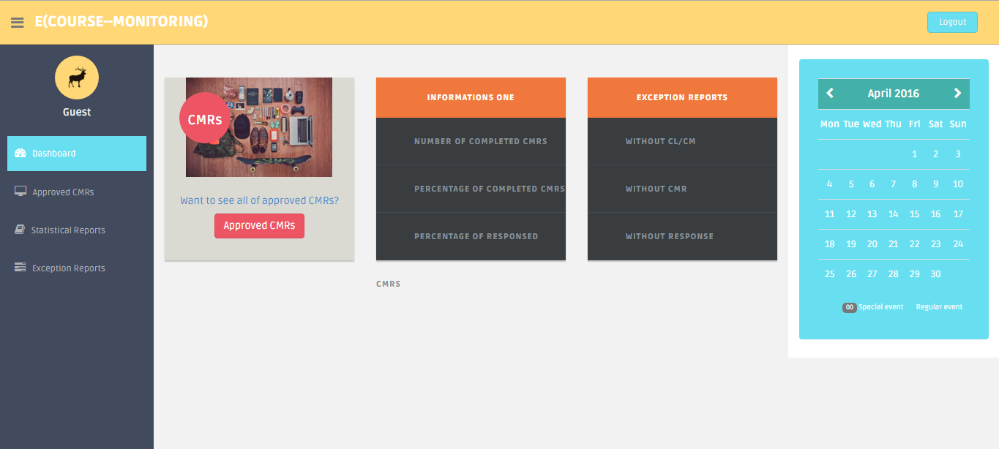 E(COURSE--MONITORING)
Logout
Guest
Dashboard
Approved CMRs
Statistical Reports
Exception Reports
CMRs
Want to see all of approved CMRs?
Approved CMRs
INFORMATIONS ONE
NUMBER OF COMPLETED CMRS
PERCENTAGE OF COMPLETED CMRS
PERCENTAGE OF RESPONSED
CMRS
EXCEPTION REPORTS
WITHOUT CL/CM
WITHOUT CMR
WITHOUT RESPONSE
April 2016
Mon Tue Wed Thu Fri Sat Sun
1 2 3
4 5 6 7 8 9 10
11 12 13 14 15 16 17
18 19 20 21 22 23 24
25 26 27 28 29 30
00 Special event Regular event